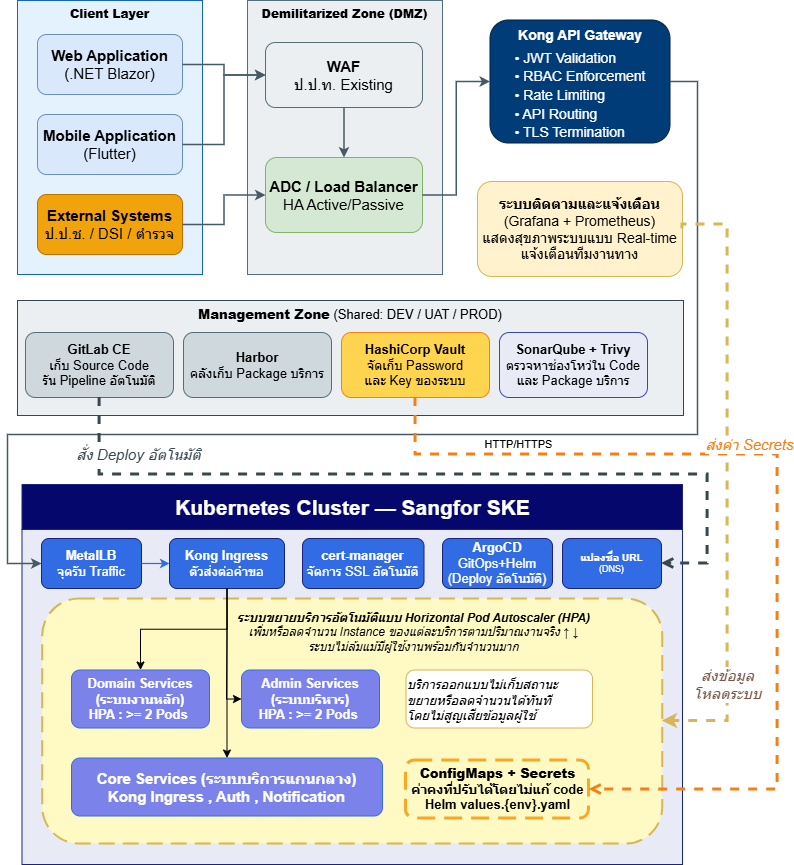 Client Layer
Web Application
(.NET Blazor)
Mobile Application
(Flutter)
External Systems
ป.ป.ช. / DSI / ตำรวจ
Demilitarized Zone (DMZ)
WAF
ป.ป.ท. Existing
ADC / Load Balancer
HA Active/Passive
Kong API Gateway
• JWT Validation
• RBAC Enforcement
• Rate Limiting
• API Routing
• TLS Termination
ระบบติดตามและแจ้งเตือน
(Grafana + Prometheus)
แสดงสุขภาพระบบแบบ Real-time
แจ้งเตือนทีมงานทาง
Management Zone (Shared: DEV / UAT / PROD)
GitLab CE
เก็บ Source Code
รัน Pipeline อัตโนมัติ
Harbor
คลังเก็บ Package บริการ
HashiCorp Vault
จัดเก็บ Password
และ Key ของระบบ
SonarQube + Trivy
ตรวจหาช่องโหว่ใน Code
และ Package บริการ
HTTP/HTTPS
ส่งค่า Secrets
สั่ง Deploy อัตโนมัติ
Kubernetes Cluster — Sangfor SKE
MetalLB
จุดรับ Traffic
Kong Ingress
ตัวส่งต่อคำขอ
cert-manager
จัดการ SSL อัตโนมัติ
ArgoCD
GitOps+Helm
(Deploy อัตโนมัติ)
แปลงชื่อ URL
(DNS)
ระบบขยายบริการอัตโนมัติแบบ Horizontal Pod Autoscaler (HPA)
เพิ่มหรือลดจำนวน Instance ของแต่ละบริการตามปริมาณงานจริง ↑ ↓
ระบบไม่ล้มแม้มีผู้ใช้งานพร้อมกันจำนวนมาก
Domain Services
(ระบบงานหลัก)
HPA : >= 2 Pods
Admin Services
(ระบบบริหาร)
HPA : >= 2 Pods
บริการออกแบบไม่เก็บสถานะ
ขยายหรือลดจำนวนได้ทันที
โดยไม่สูญเสียข้อมูลผู้ใช้
ส่งข้อมูล
โหลดระบบ
Core Services (ระบบบริการแกนกลาง)
Kong Ingress , Auth , Notification
ConfigMaps + Secrets
ค่าคงที่ปรับได้โดยไม่แก้ code
Helm values.{env}.yaml